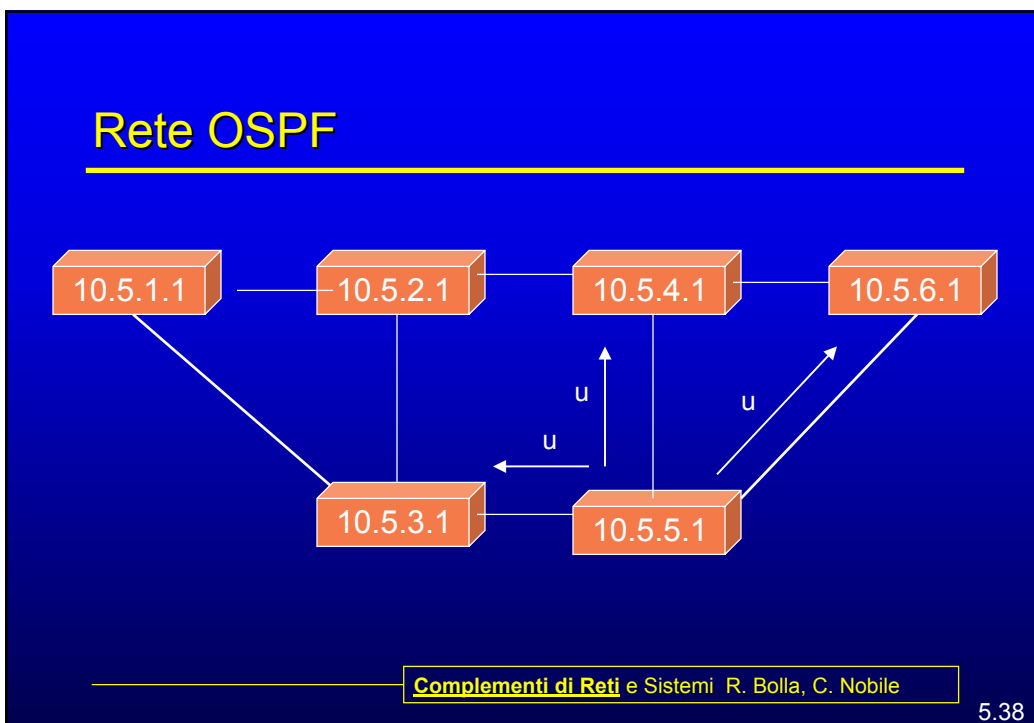 Rete OSPF
10.5.1.1
10.5.2.1
10.5.4.1
10.5.6.1
u
u
u
10.5.3.1
10.5.5.1
Complementi di Reti e Sistemi R. Bolla, C. Nobile
5.38